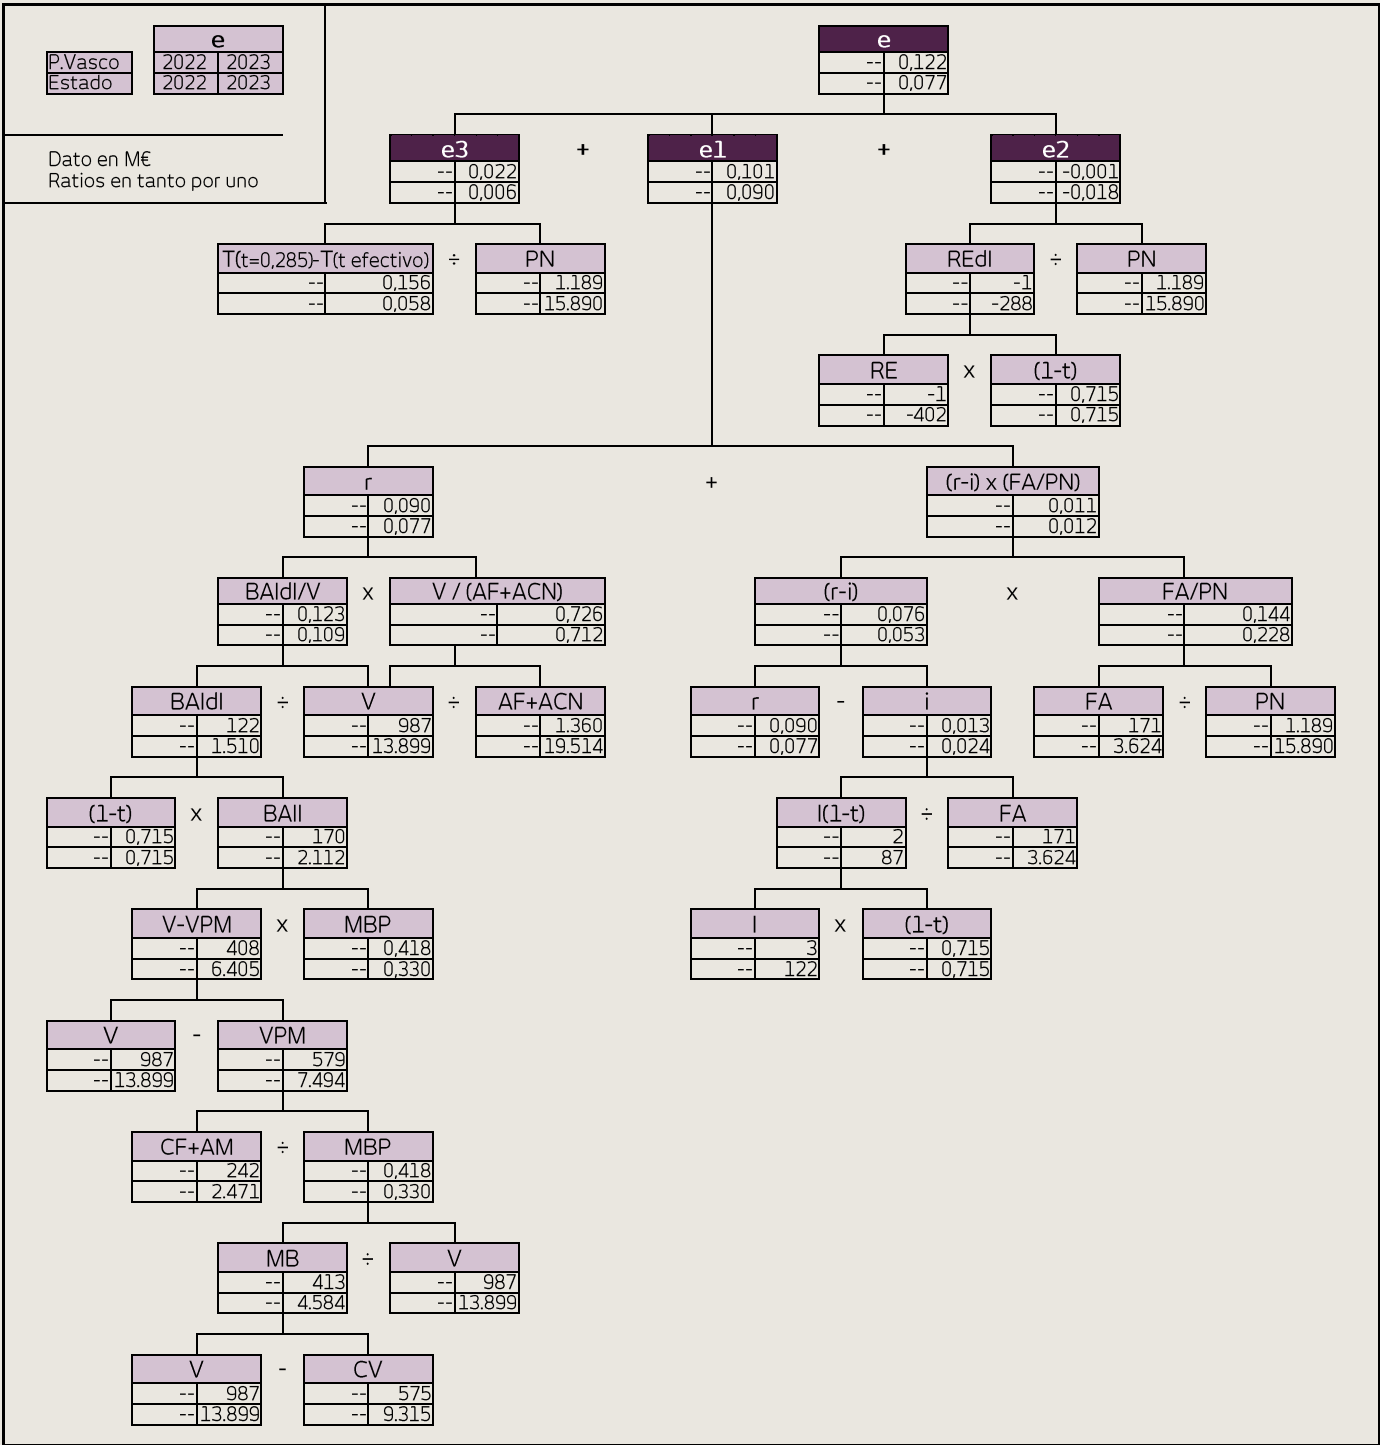 e
P.Vasco 2022 2023
Estado 2022 2023
Dato en M€
Ratios en tanto por uno
e
-- 0,122
-- 0,077
e3 + e1 + e2
-- 0,022 -- 0,101 -- -0,001
-- 0,006 -- 0,090 -- -0,018
T(t=0,285)-T(t efectivo) ÷ PN REdI ÷ PN
-- 0,156 -- 1.189 -- -1 -- 1.189
-- 0,058 -- 15.890 -- -288 -- 15.890
RE x (1-t)
-- -1 -- 0,715
-- -402 -- 0,715
r + (r-i) x (FA/PN)
-- 0,090 -- 0,011
-- 0,077 -- 0,012
BAIdI/V x V / (AF+ACN) (r-i) x FA/PN
-- 0,123 -- 0,726 -- 0,076 -- 0,144
-- 0,109 -- 0,712 -- 0,053 -- 0,228
BAIdI ÷ V ÷ AF+ACN r - i FA ÷ PN
-- 122 -- 987 -- 1.360 -- 0,090 -- 0,013 -- 171 -- 1.189
-- 1.510 -- 13.899 -- 19.514 -- 0,077 -- 0,024 -- 3.624 -- 15.890
(1-t) x BAII I(1-t) ÷ FA
-- 0,715 -- 170 -- 2 -- 171
-- 0,715 -- 2.112 -- 87 -- 3.624
V-VPM x MBP I x (1-t)
-- 408 -- 0,418 -- 3 -- 0,715
-- 6.405 -- 0,330 -- 122 -- 0,715
V - VPM
-- 987 -- 579
-- 13.899 -- 7.494
CF+AM ÷ MBP
-- 242 -- 0,418
-- 2.471 -- 0,330
MB ÷ V
-- 413 -- 987
-- 4.584 -- 13.899
V - CV
-- 987 -- 575
-- 13.899 -- 9.315